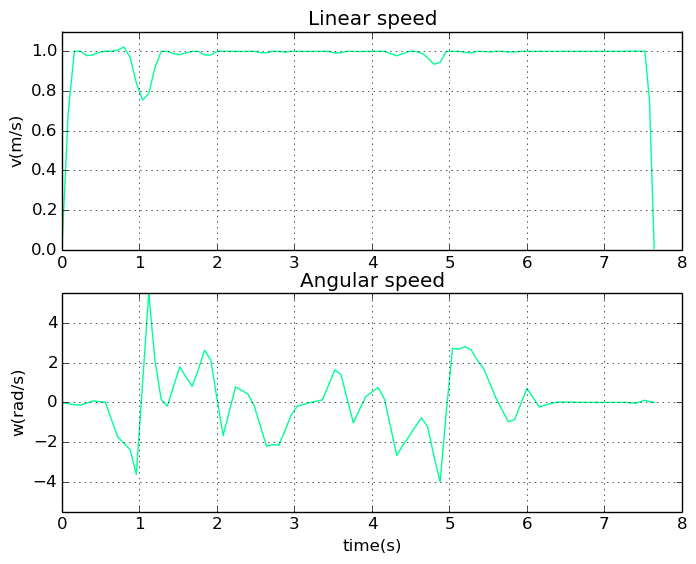 Linear speed
v(m/s)
1.0
0.8
0.6
0.4
0.2
0.0
0 1 2 3 4 5 6 7 8
Angular speed
w(rad/s)
4
2
0
−2
−4
0 1 2 3 4 5 6 7 8
time(s)